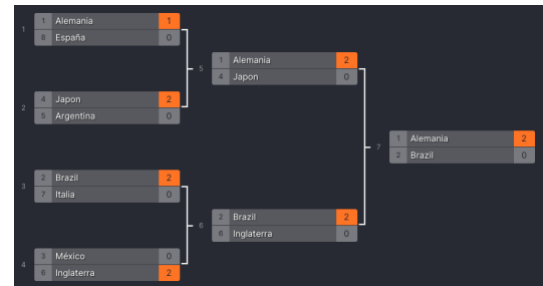 1
1 Alemania 1
8 España 0
2
4 Japon 2
5 Argentina 0
3
2 Brazil 2
7 Italia 0
4
3 México 0
6 Inglaterra 2
5
1 Alemania 2
4 Japon 0
6
2 Brazil 2
6 Inglaterra 0
7
1 Alemania 2
2 Brazil 0